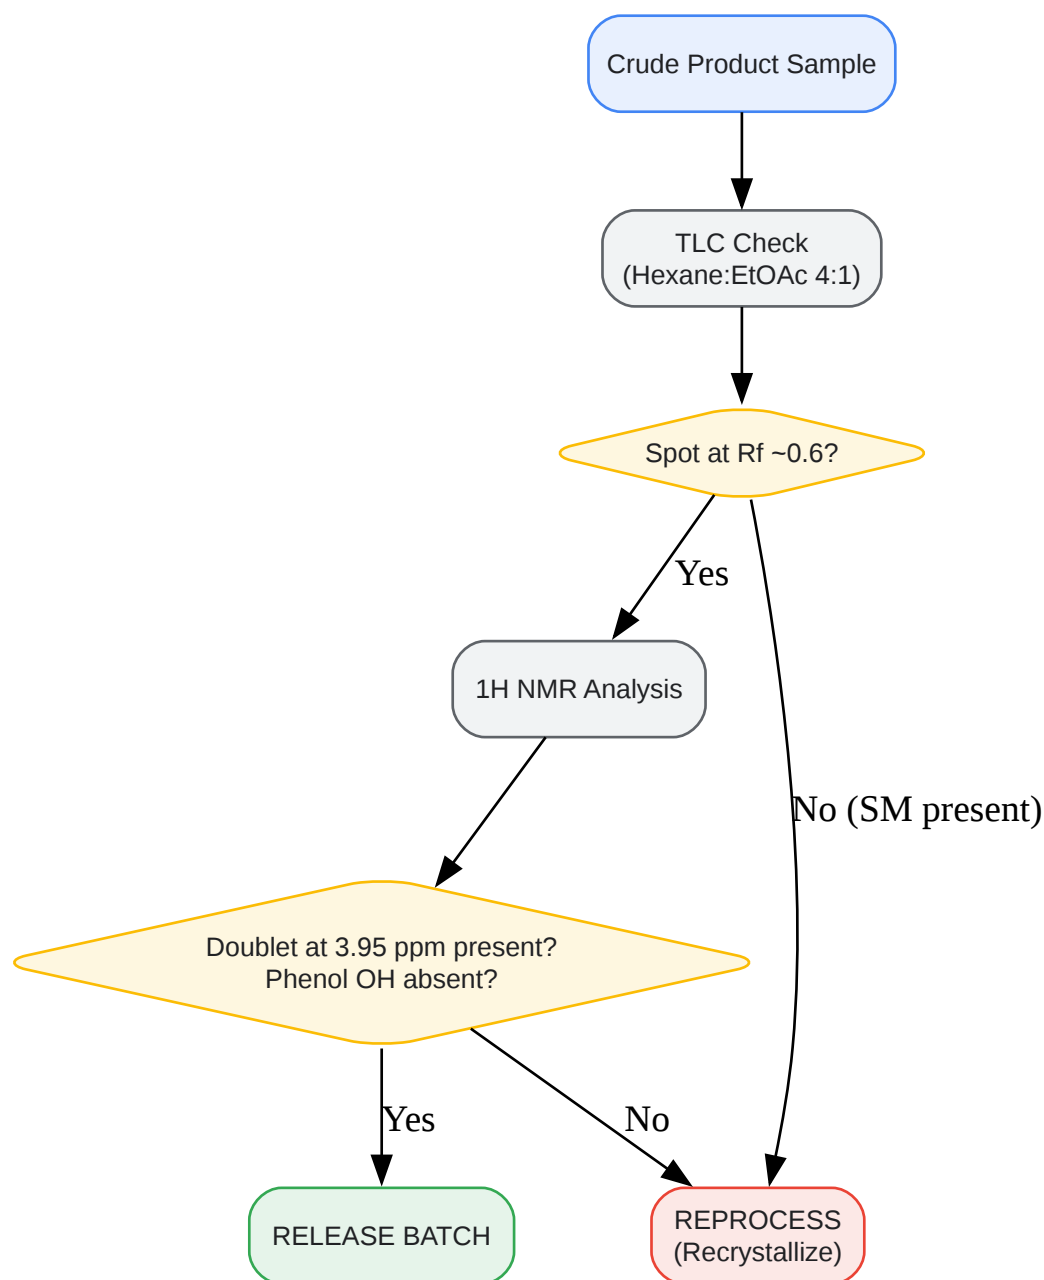 Crude Product Sample
TLC Check
(Hexane:EtOAc 4:1)
Spot at Rf ~0.6?
Yes
1H NMR Analysis
No (SM present)
Doublet at 3.95 ppm present?
Phenol OH absent?
Yes
No
RELEASE BATCH
REPROCESS
(Recrystallize)